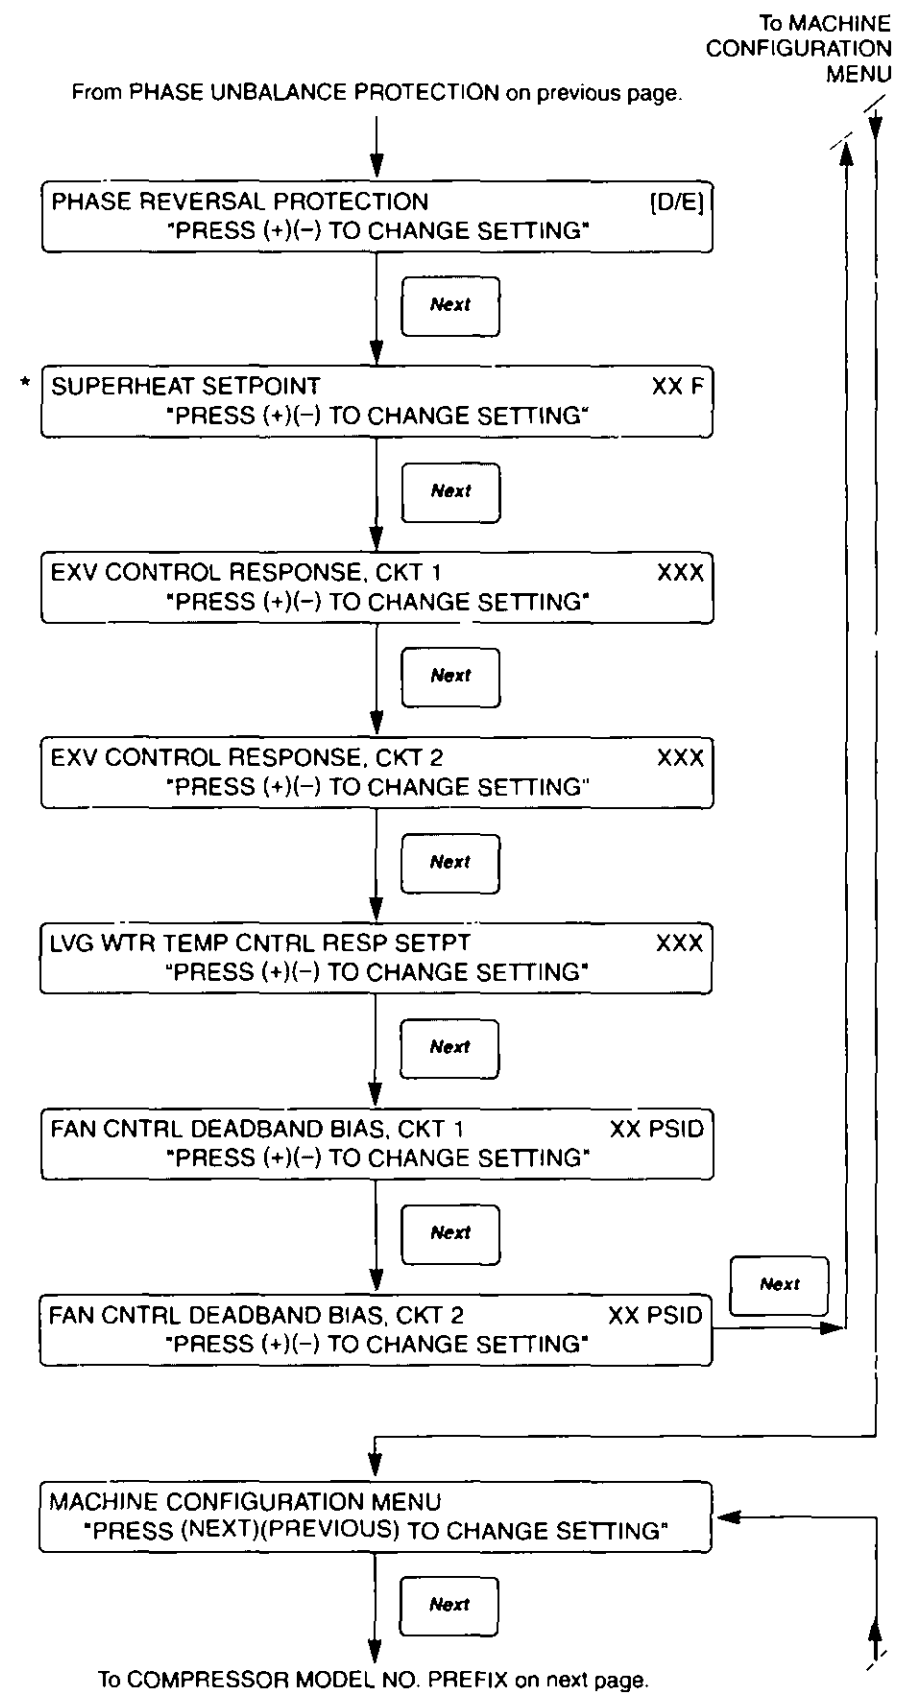 To MACHINE
CONFIGURATION
MENU
From PHASE UNBALANCE PROTECTION on previous page.
PHASE REVERSAL PROTECTION [D/E]
"PRESS (+)(−) TO CHANGE SETTING"
Next
* SUPERHEAT SETPOINT XX F
"PRESS (+)(−) TO CHANGE SETTING"
Next
EXV CONTROL RESPONSE, CKT 1 XXX
"PRESS (+)(−) TO CHANGE SETTING"
Next
EXV CONTROL RESPONSE, CKT 2 XXX
"PRESS (+)(−) TO CHANGE SETTING"
Next
LVG WTR TEMP CNTRL RESP SETPT XXX
"PRESS (+)(−) TO CHANGE SETTING"
Next
FAN CNTRL DEADBAND BIAS, CKT 1 XX PSID
"PRESS (+)(−) TO CHANGE SETTING"
Next
FAN CNTRL DEADBAND BIAS, CKT 2 XX PSID
"PRESS (+)(−) TO CHANGE SETTING"
Next
MACHINE CONFIGURATION MENU
"PRESS (NEXT)(PREVIOUS) TO CHANGE SETTING"
Next
To COMPRESSOR MODEL NO. PREFIX on next page.